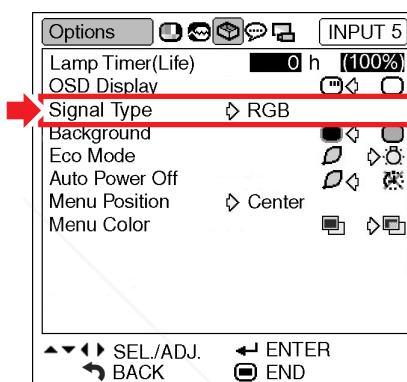 Options INPUT 5
Lamp Timer(Life) 0 h (100%)
OSD Display
Signal Type RGB
Background
Eco Mode
Auto Power Off
Menu Position Center
Menu Color
SEL./ADJ. ENTER
BACK END